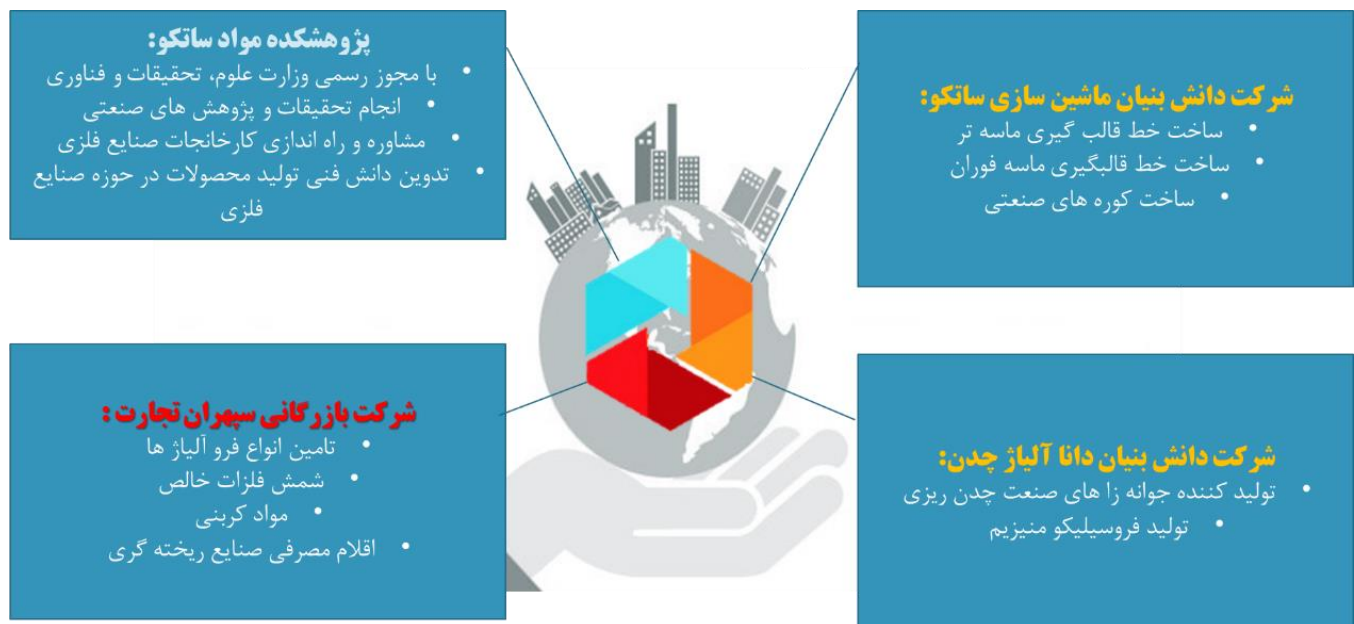 پژوهشکده مواد ساتکو:
• با مجوز رسمی وزارت علوم، تحقیقات و فناوری
• انجام تحقیقات و پژوهش های صنعتی
• مشاوره و راه اندازی کارخانجات صنایع فلزی
• تدوین دانش فنی تولید محصولات در حوزه صنایع
فلزی
شرکت دانش بنیان ماشین سازی ساتکو:
• ساخت خط قالب گیری ماسه تر
• ساخت خط قالبگیری ماسه فوران
• ساخت کوره های صنعتی
شرکت بازرگانی سپهران تجارت :
• تامین انواع فرو آلیاژ ها
• شمش فلزات خالص
• مواد کربنی
• اقلام مصرفی صنایع ریخته گری
شرکت دانش بنیان دانا آلیاژ چدن:
• تولید کننده جوانه زا های صنعت چدن ریزی
• تولید فروسیلیکو منیزیم